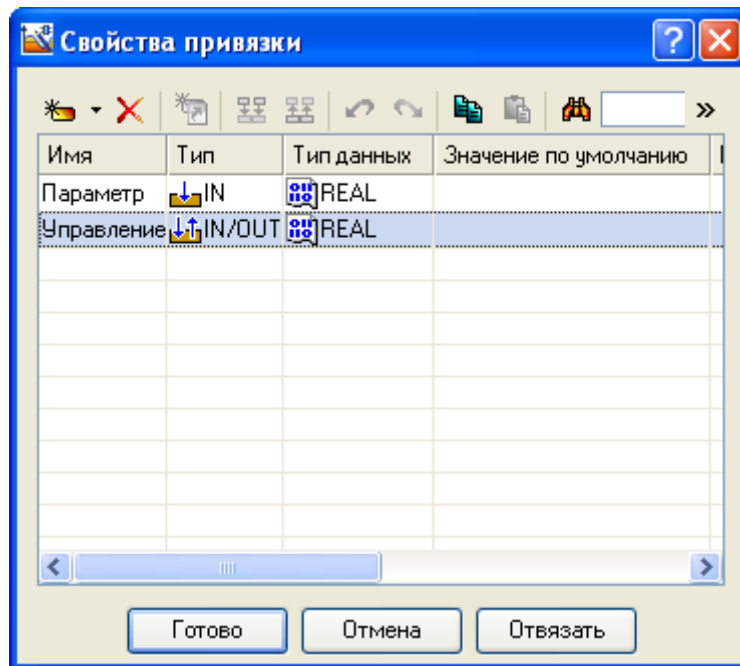 Свойства привязки
Имя Тип Тип данных Значение по умолчанию
Параметр IN REAL
Управление IN/OUT REAL
Готово Отмена Отвязать